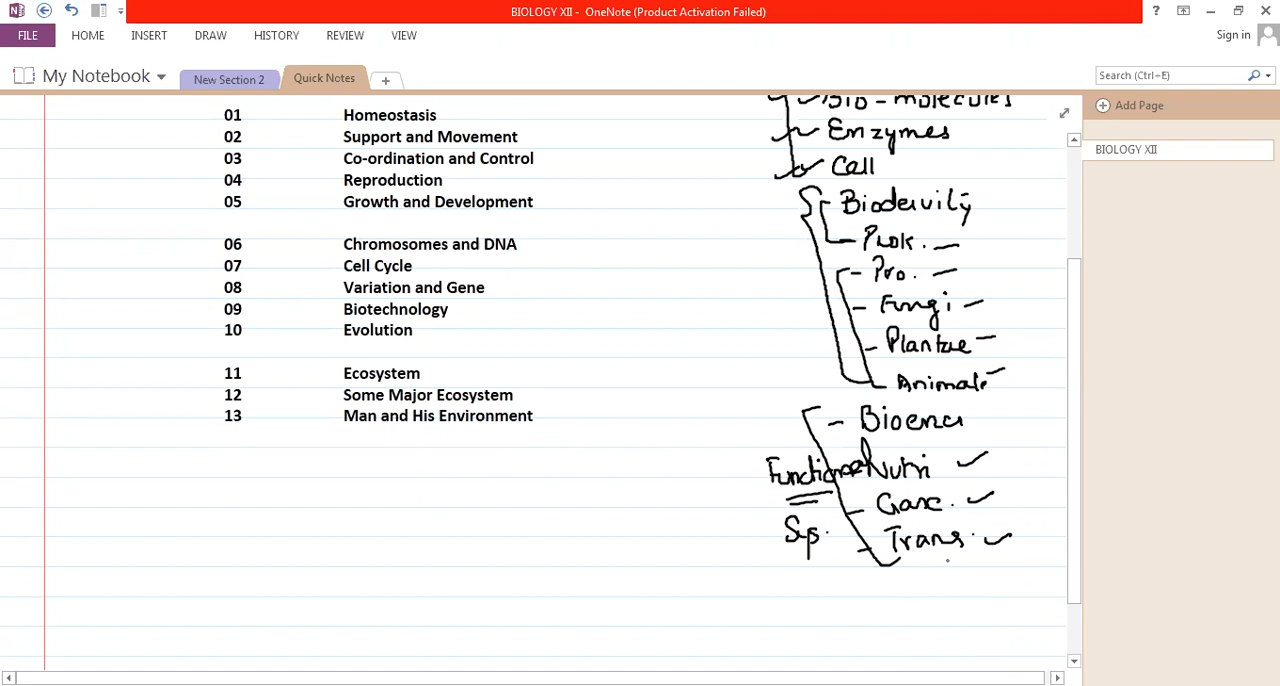 BIOLOGY XII - OneNote (Product Activation Failed)
FILE HOME INSERT DRAW HISTORY REVIEW VIEW
Sign in
My Notebook New Section 2 Quick Notes
Search (Ctrl+E)
Add Page
BIOLOGY XII
01 Homeostasis
02 Support and Movement
03 Co-ordination and Control
04 Reproduction
05 Growth and Development
06 Chromosomes and DNA
07 Cell Cycle
08 Variation and Gene
09 Biotechnology
10 Evolution
11 Ecosystem
12 Some Major Ecosystem
13 Man and His Environment
Bio - molecules
Enzymes
Cell
Prok.
Pro.
Fungi
Plantae
Bioener
Functional Nutri
Trans.